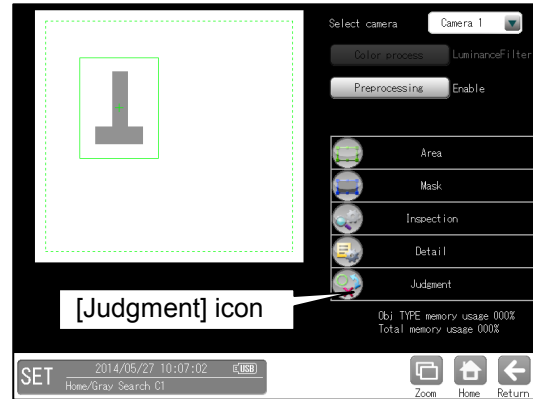 Select camera Camera 1
Color process LuminanceFilter
Preprocessing Enable
Area
Mask
Inspection
Detail
Judgment
[Judgment] icon
Obj TYPE memory usage 000%
Total memory usage 000%
SET 2014/05/27 10:07:02 USB
Home/Gray Search C1
Zoom Home Return